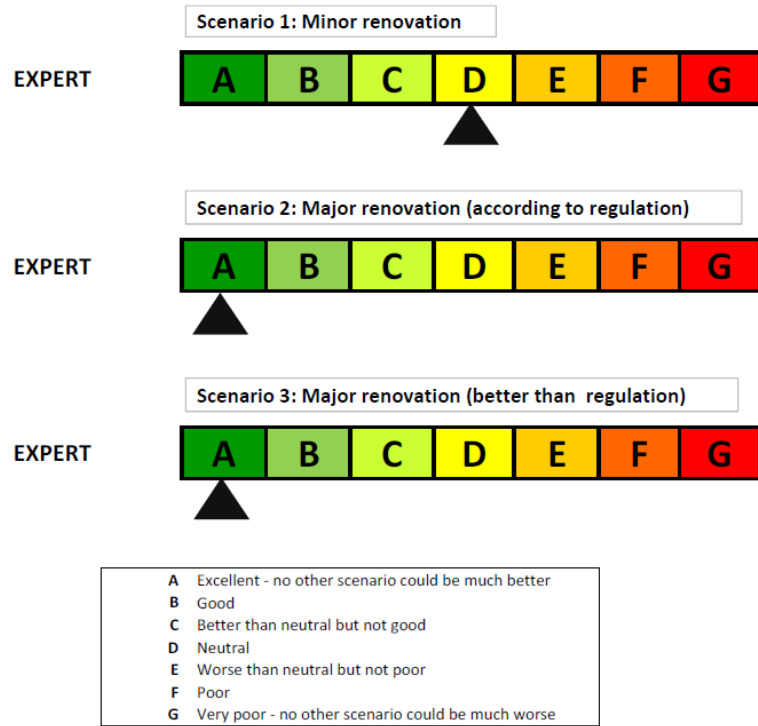 Scenario 1: Minor renovation
EXPERT A B C D E F G
Scenario 2: Major renovation (according to regulation)
EXPERT A B C D E F G
Scenario 3: Major renovation (better than regulation)
EXPERT A B C D E F G
A Excellent - no other scenario could be much better
B Good
C Better than neutral but not good
D Neutral
E Worse than neutral but not poor
F Poor
G Very poor - no other scenario could be much worse